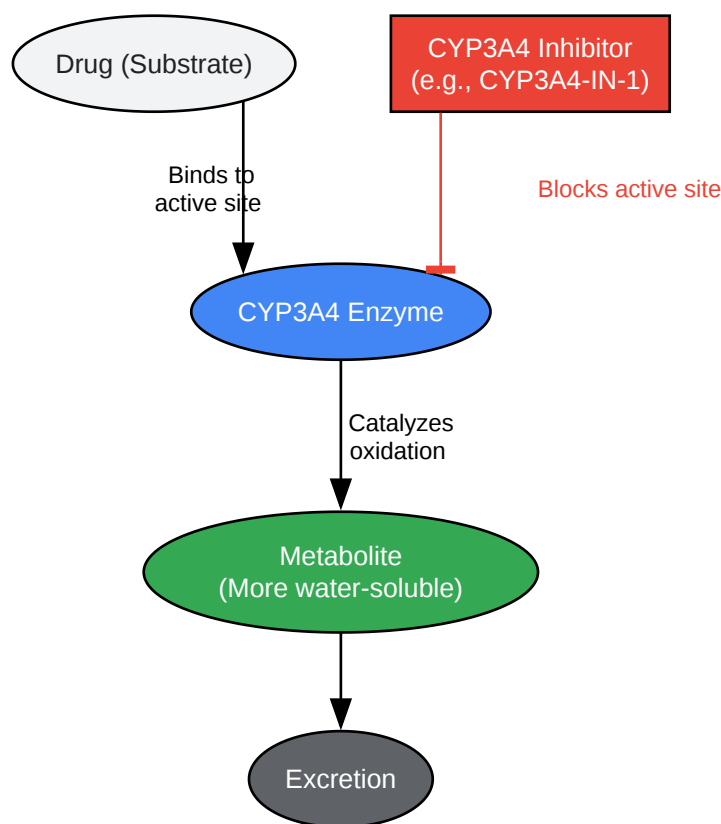 Drug (Substrate)
CYP3A4 Inhibitor
(e.g., CYP3A4-IN-1)
Binds to
active site
Blocks active site
CYP3A4 Enzyme
Catalyzes
oxidation
Metabolite
(More water-soluble)
Excretion